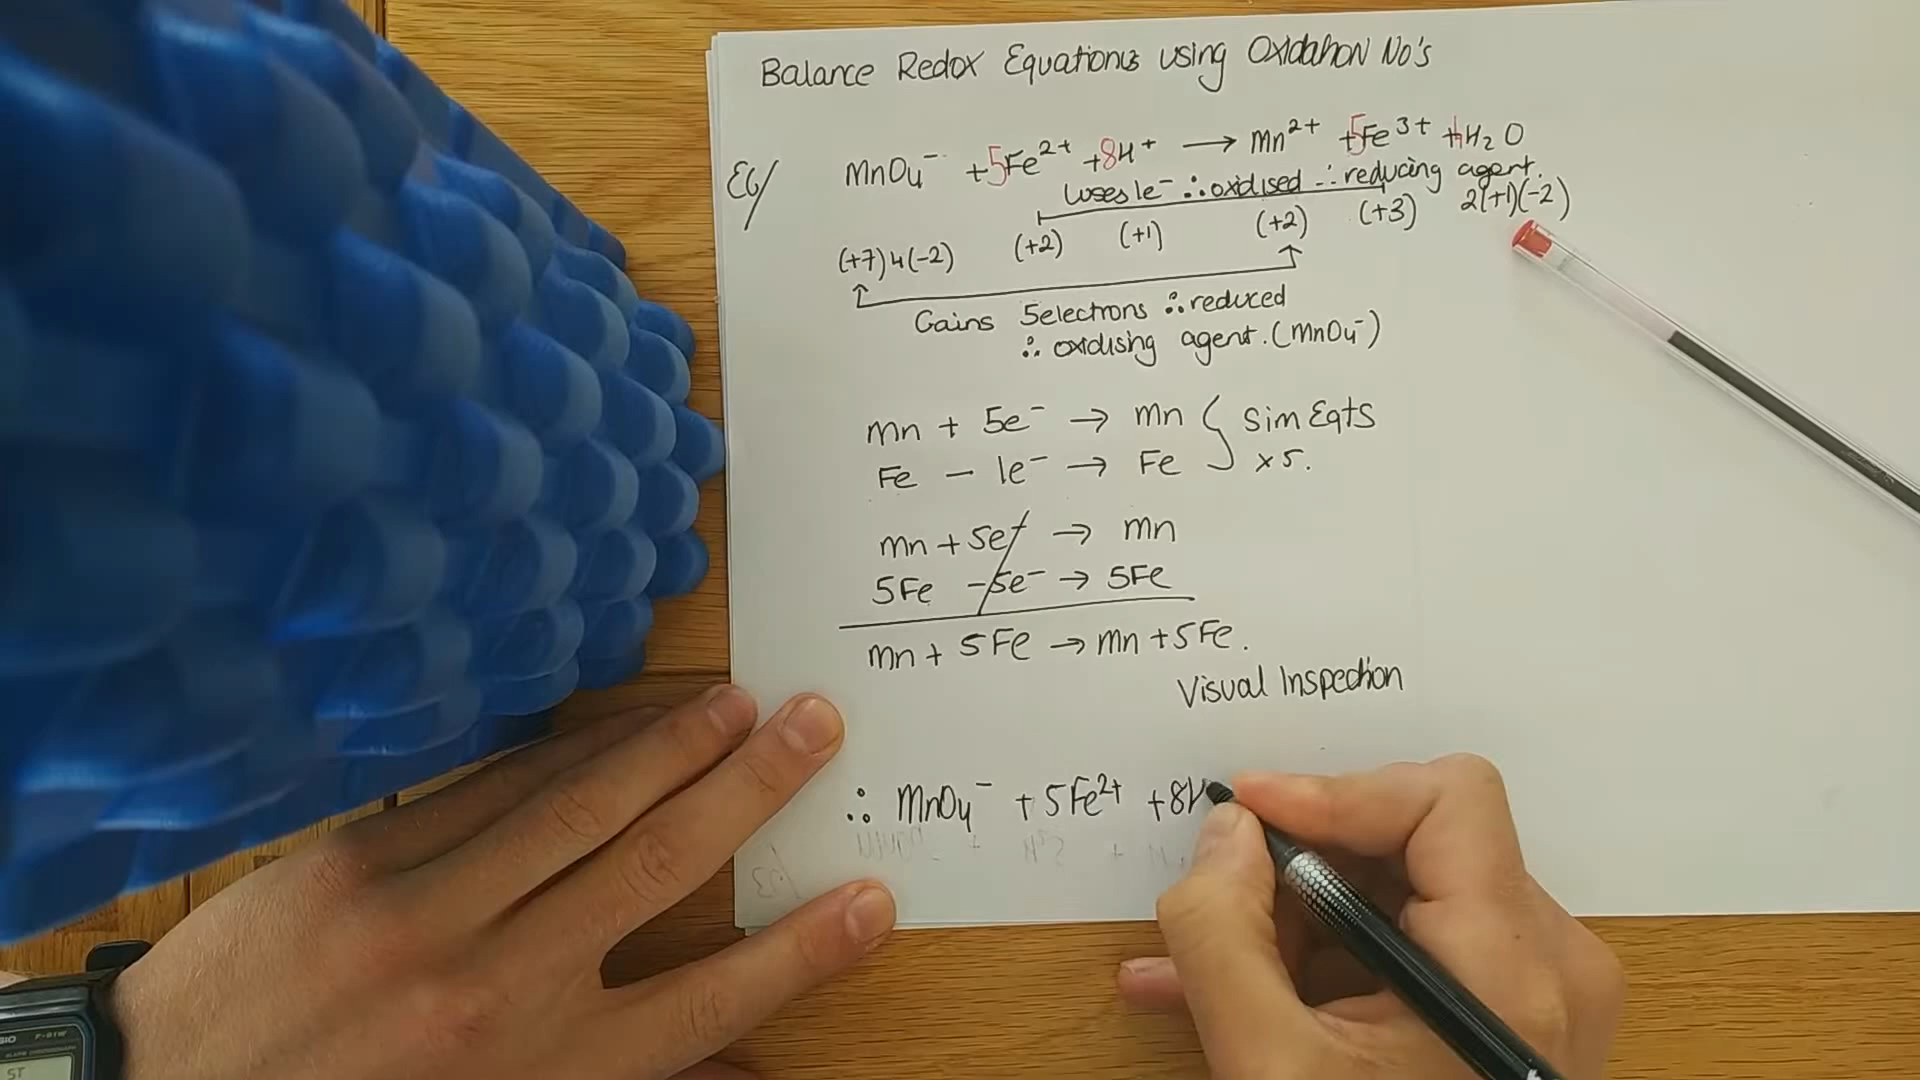 Balance Redox Equations using Oxidation No's
EG/ MnO₄⁻ + 5Fe²⁺ + 8H⁺ → Mn²⁺ + 5Fe³⁺ + 4H₂O
Loses 1e⁻ ∴ oxidised ∴ reducing agent.
(+7) 4(-2) (+2) (+1) (+2) (+3) 2(+1)(-2)
Gains 5electrons ∴ reduced
∴ oxidising agent. (MnO₄⁻)
Mn + 5e⁻ → Mn } Sim Eqts
Fe - 1e⁻ → Fe } x 5.
Mn + 5e⁻ → Mn
5Fe - 5e⁻ → 5Fe
Mn + 5Fe → Mn + 5Fe.
Visual Inspection
∴ MnO₄⁻ + 5Fe²⁺ + 8H
F-91W
ST